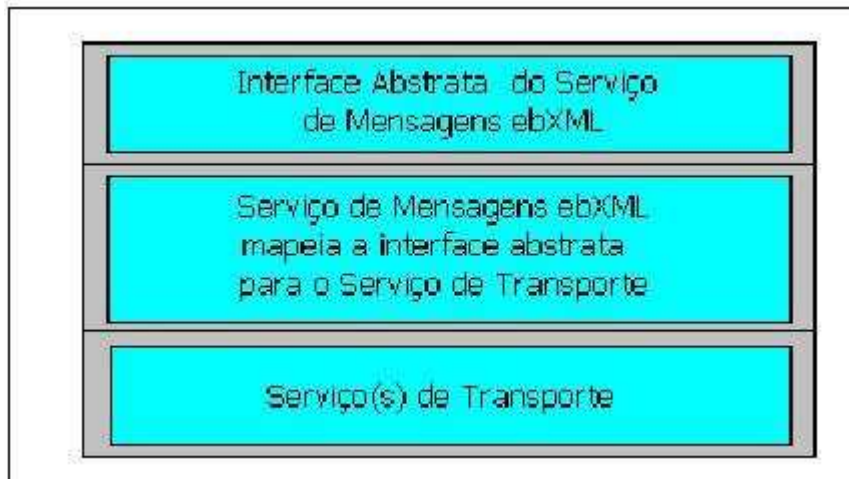 Interface Abstrata do Serviço
de Mensagens ebXML
Serviço de Mensagens ebXML
mapeia a interface abstrata
para o Serviço de Transporte
Serviço(s) de Transporte